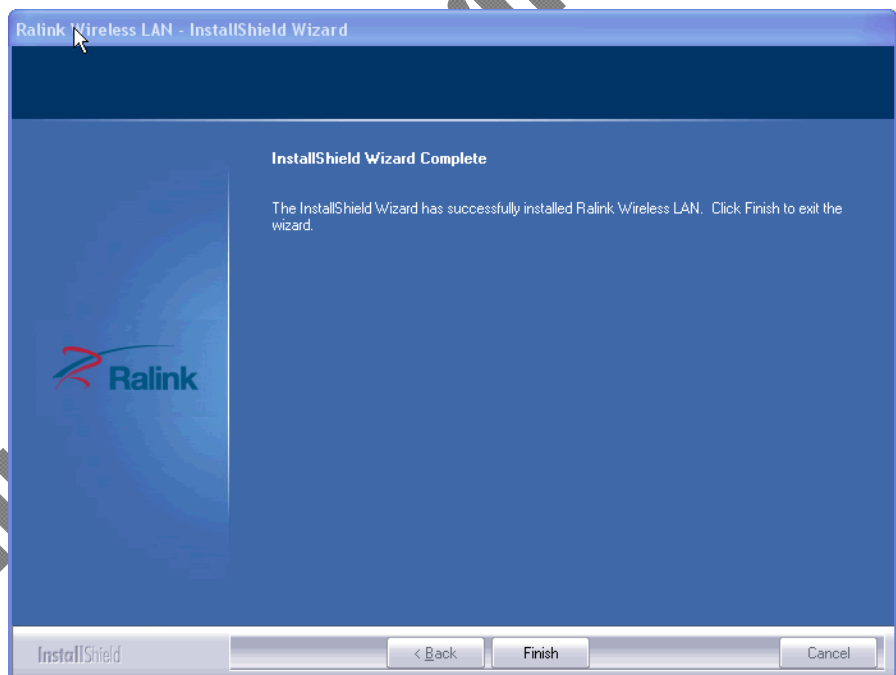 Ralink Wireless LAN - InstallShield Wizard
InstallShield Wizard Complete
The InstallShield Wizard has successfully installed Ralink Wireless LAN. Click Finish to exit the
wizard.
Ralink
InstallShield
< Back
Finish
Cancel